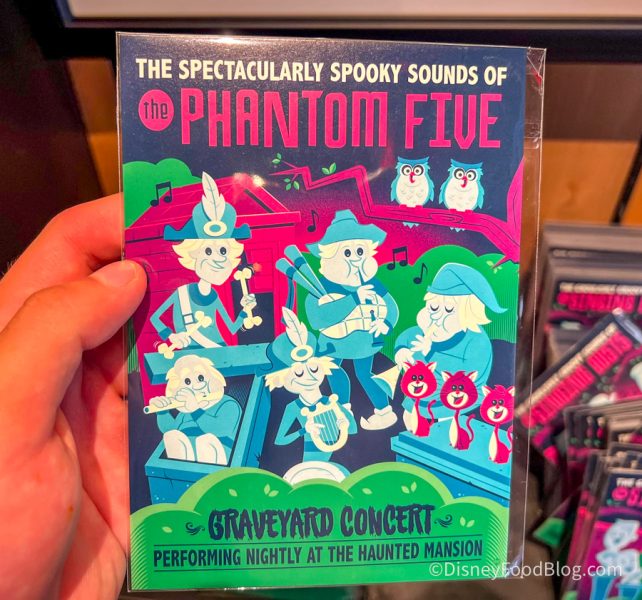 THE SPECTACULARLY SPOOKY SOUNDS OF
the PHANTOM FIVE
GRAVEYARD CONCERT
PERFORMING NIGHTLY AT THE HAUNTED MANSION
©DisneyFoodBlog.com